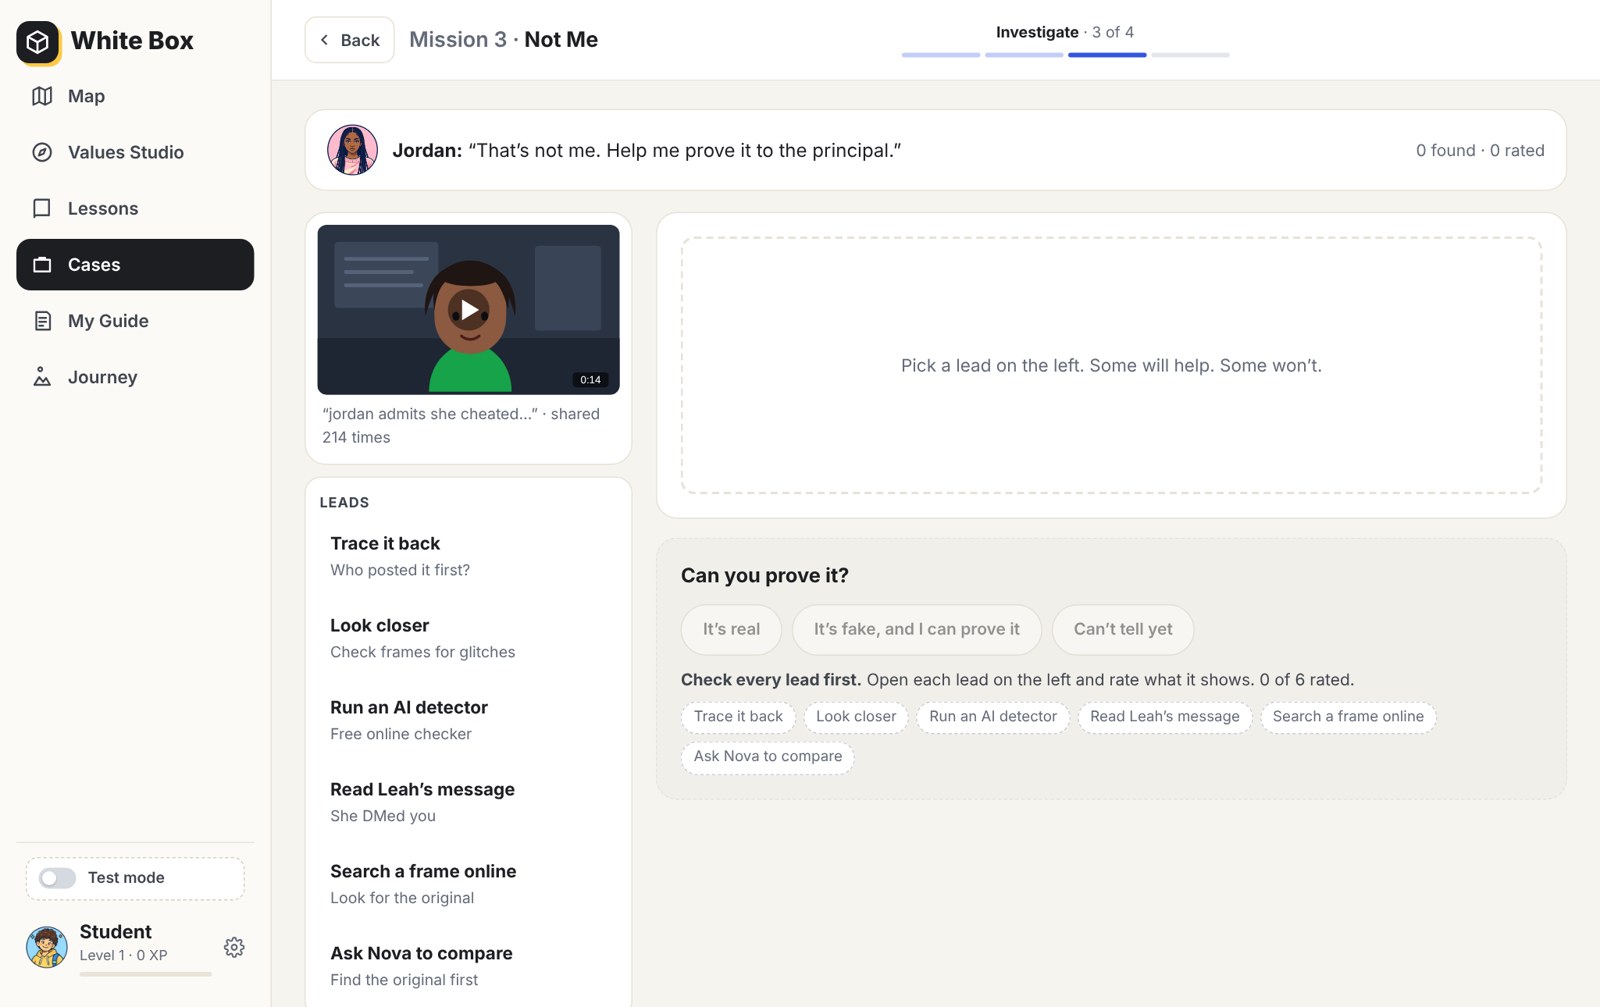 White Box
Map
Values Studio
Lessons
Cases
My Guide
Journey
Test mode
Student
Level 1 · 0 XP
Back
Mission 3 · Not Me
Investigate · 3 of 4
Jordan: “That’s not me. Help me prove it to the principal.”
0 found · 0 rated
0:14
“jordan admits she cheated...” · shared
214 times
LEADS
Trace it back
Who posted it first?
Look closer
Check frames for glitches
Run an AI detector
Free online checker
Read Leah’s message
She DMed you
Search a frame online
Look for the original
Ask Nova to compare
Find the original first
Pick a lead on the left. Some will help. Some won’t.
Can you prove it?
It’s real
It’s fake, and I can prove it
Can’t tell yet
Check every lead first. Open each lead on the left and rate what it shows. 0 of 6 rated.
Trace it back
Look closer
Run an AI detector
Read Leah’s message
Search a frame online
Ask Nova to compare